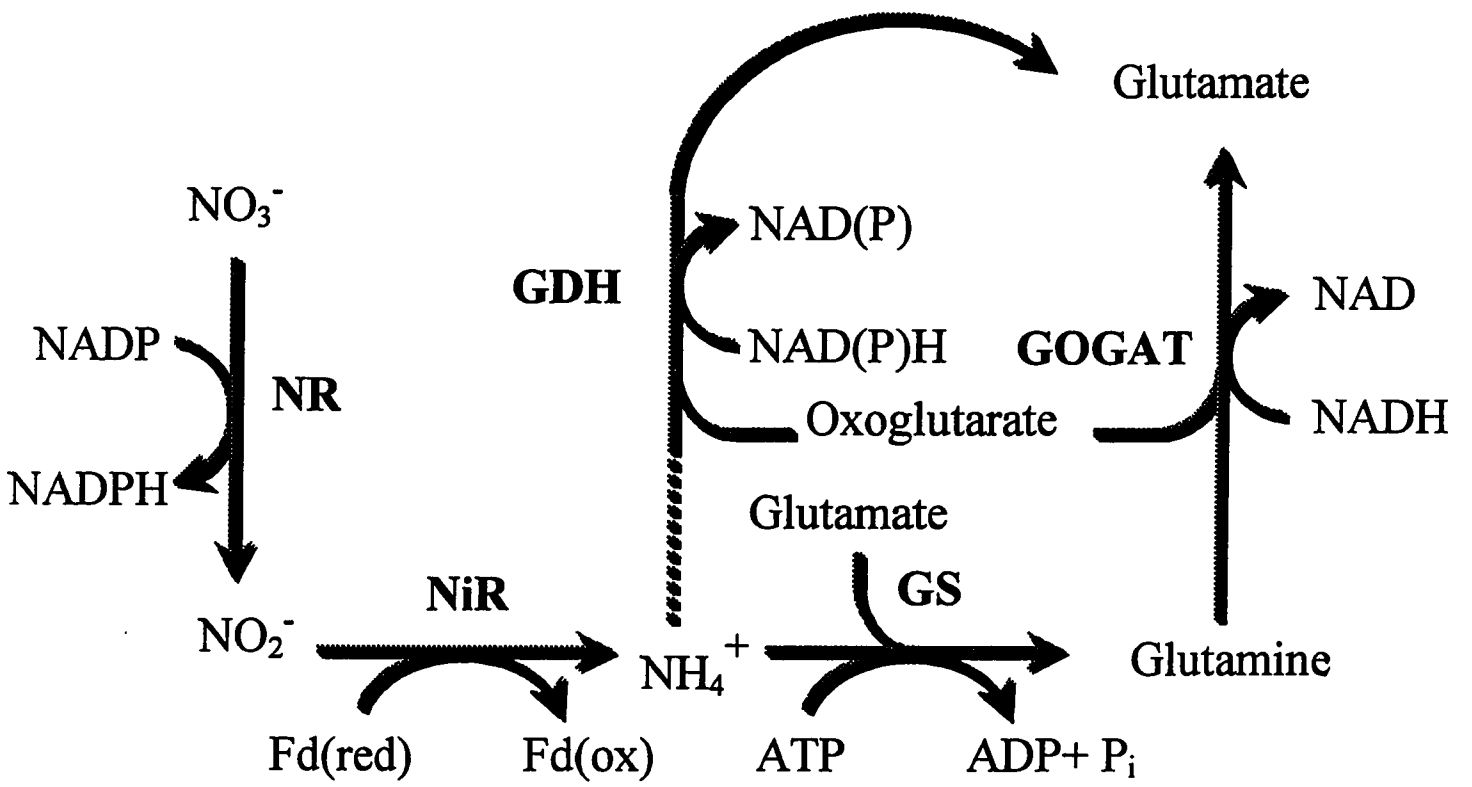 Glutamate
NO₃⁻
NAD(P)
GDH
NAD
NADP
NAD(P)H
GOGAT
NR
Oxoglutarate
NADH
NADPH
Glutamate
NiR
GS
NO₂⁻
NH₄⁺
Glutamine
Fd(red)
Fd(ox)
ATP
ADP+ Pᵢ